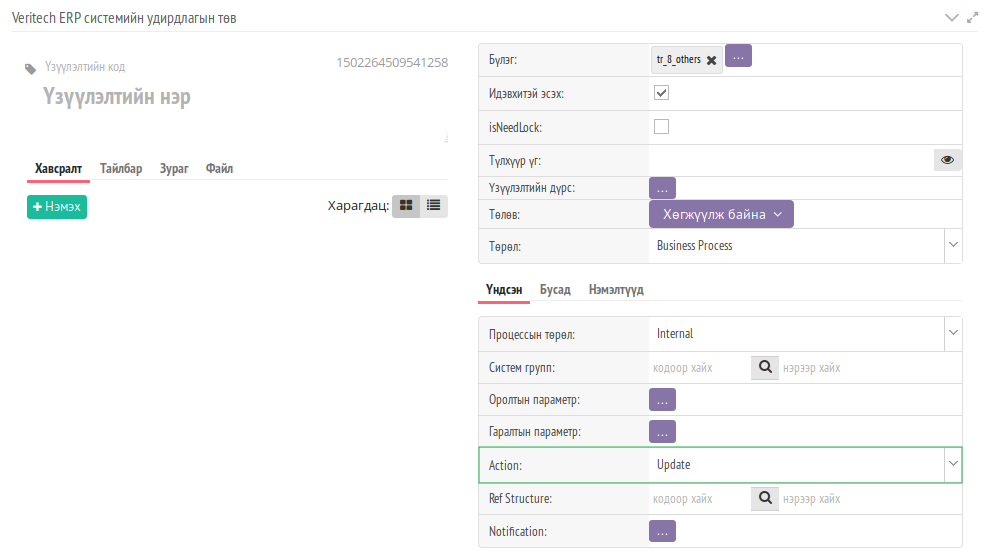 Veritech ERP системийн удирдлагын төв
Үзүүлэлтийн код
1502264509541258
Үзүүлэлтийн нэр
Хавсралт Тайлбар Зураг Файл
Нэмэх
Харагдац:
Бүлэг: tr_8_others ...
Идэвхитэй эсэх:
isNeedLock:
Түлхүүр үг:
Үзүүлэлтийн дүрс: ...
Төлөв: Хөгжүүлж байна
Төрөл: Business Process
Үндсэн Бусад Нэмэлтүүд
Процессын төрөл: Internal
Систем групп: кодоор хайх нэрээр хайх
Оролтын параметр: ...
Гаралтын параметр: ...
Action: Update
Ref Structure: кодоор хайх нэрээр хайх
Notification: ...